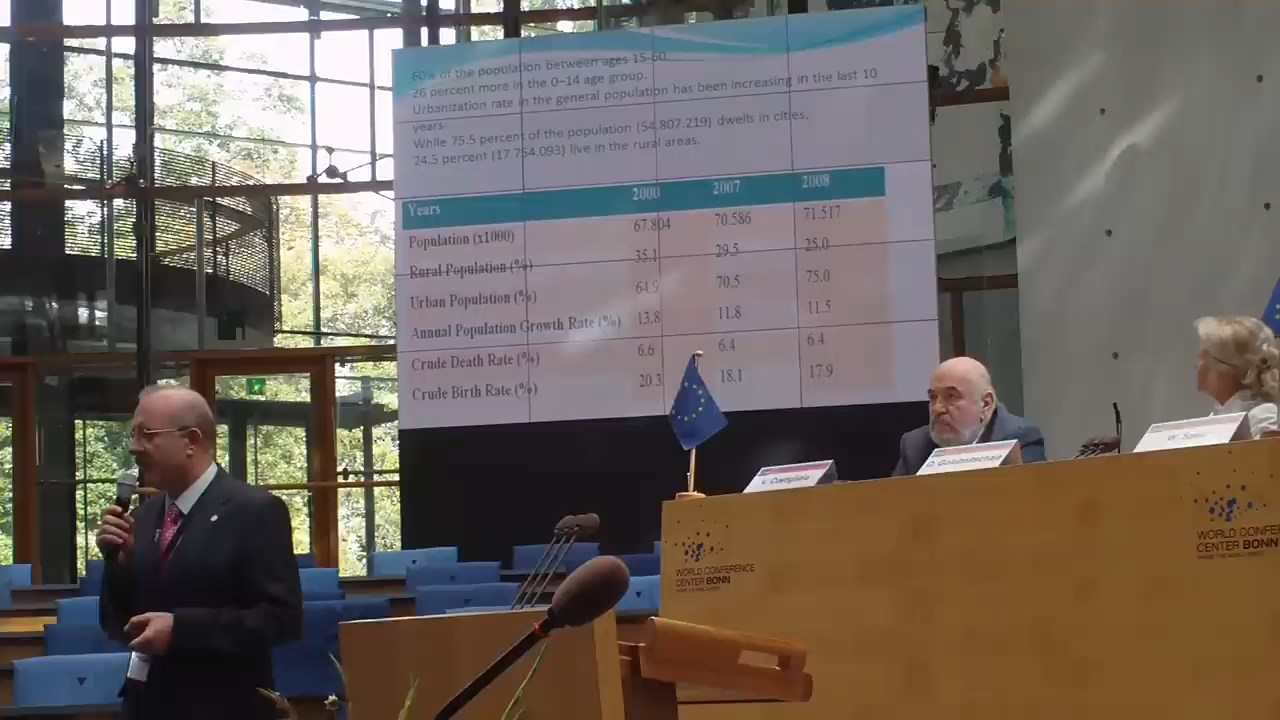 60% of the population between ages 15-60.
26 percent more in the 0–14 age group.
Urbanization rate in the general population has been increasing in the last 10
years.
While 75.5 percent of the population (54.807.219) dwells in cities,
24.5 percent (17 754.093) live in the rural areas.
Years 2000 2007 2008
Population (x1000) 67.804 70.586 71.517
Rural Population (%) 35.1 29.5 25.0
Urban Population (%) 64.9 70.5 75.0
Annual Population Growth Rate (‰) 13.8 11.8 11.5
Crude Death Rate (‰) 6.6 6.4 6.4
Crude Birth Rate (‰) 20.3 18.1 17.9
V. Costigliola
WORLD CONFERENCE
CENTER BONN
WORLD CONFERE
CENTER BONN